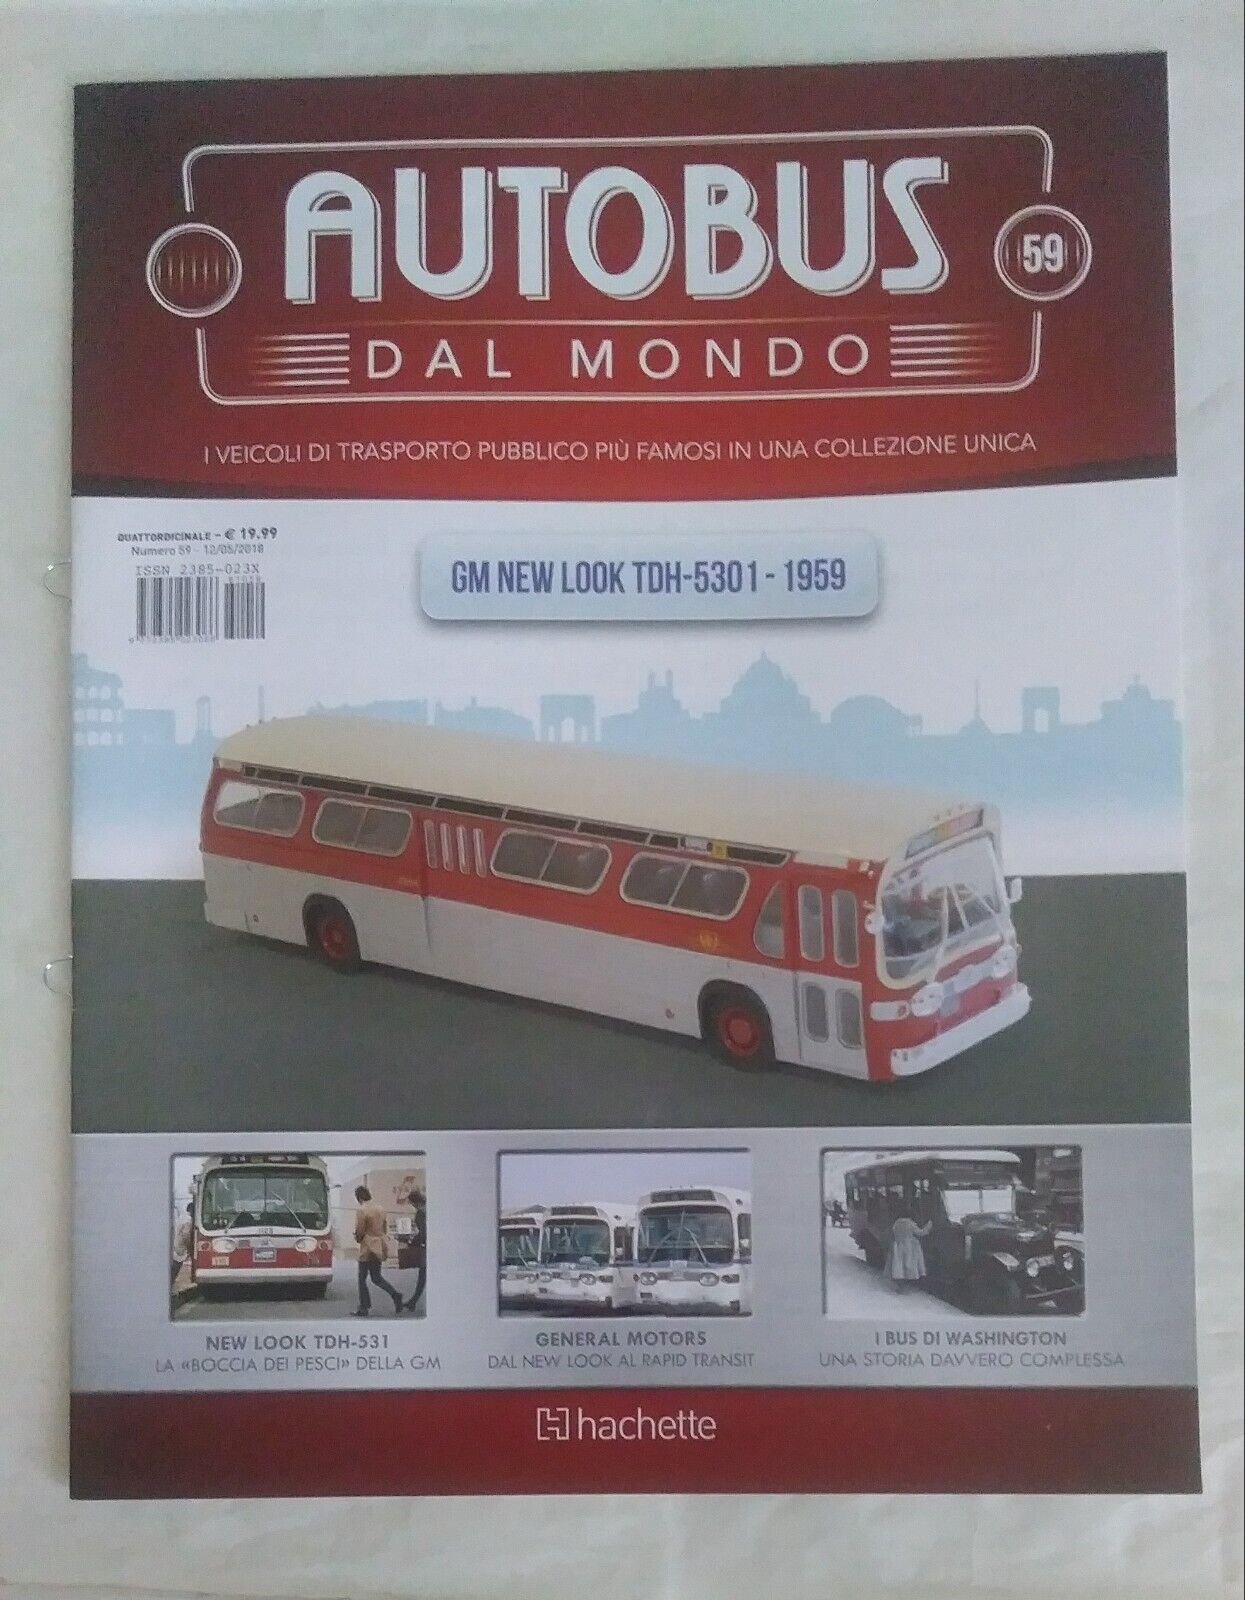 AUTOBUS
59
DAL MONDO
I VEICOLI DI TRASPORTO PUBBLICO PIÙ FAMOSI IN UNA COLLEZIONE UNICA
QUATTORDICINALE - € 19.99
Numero 59 - 12/05/2018
ISSN 2385-023X
GM NEW LOOK TDH-5301 - 1959
NEW LOOK TDH-531
LA «BOCCIA DEI PESCI» DELLA GM
GENERAL MOTORS
DAL NEW LOOK AL RAPID TRANSIT
I BUS DI WASHINGTON
UNA STORIA DAVVERO COMPLESSA
hachette